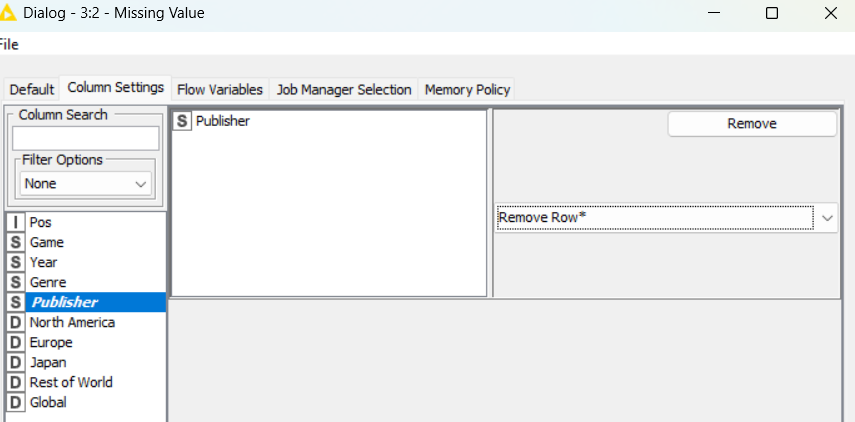 Dialog - 3:2 - Missing Value
File
Default Column Settings Flow Variables Job Manager Selection Memory Policy
Column Search
Filter Options
None
I Pos
S Game
S Year
S Genre
S Publisher
D North America
D Europe
D Japan
D Rest of World
D Global
S Publisher
Remove
Remove Row*